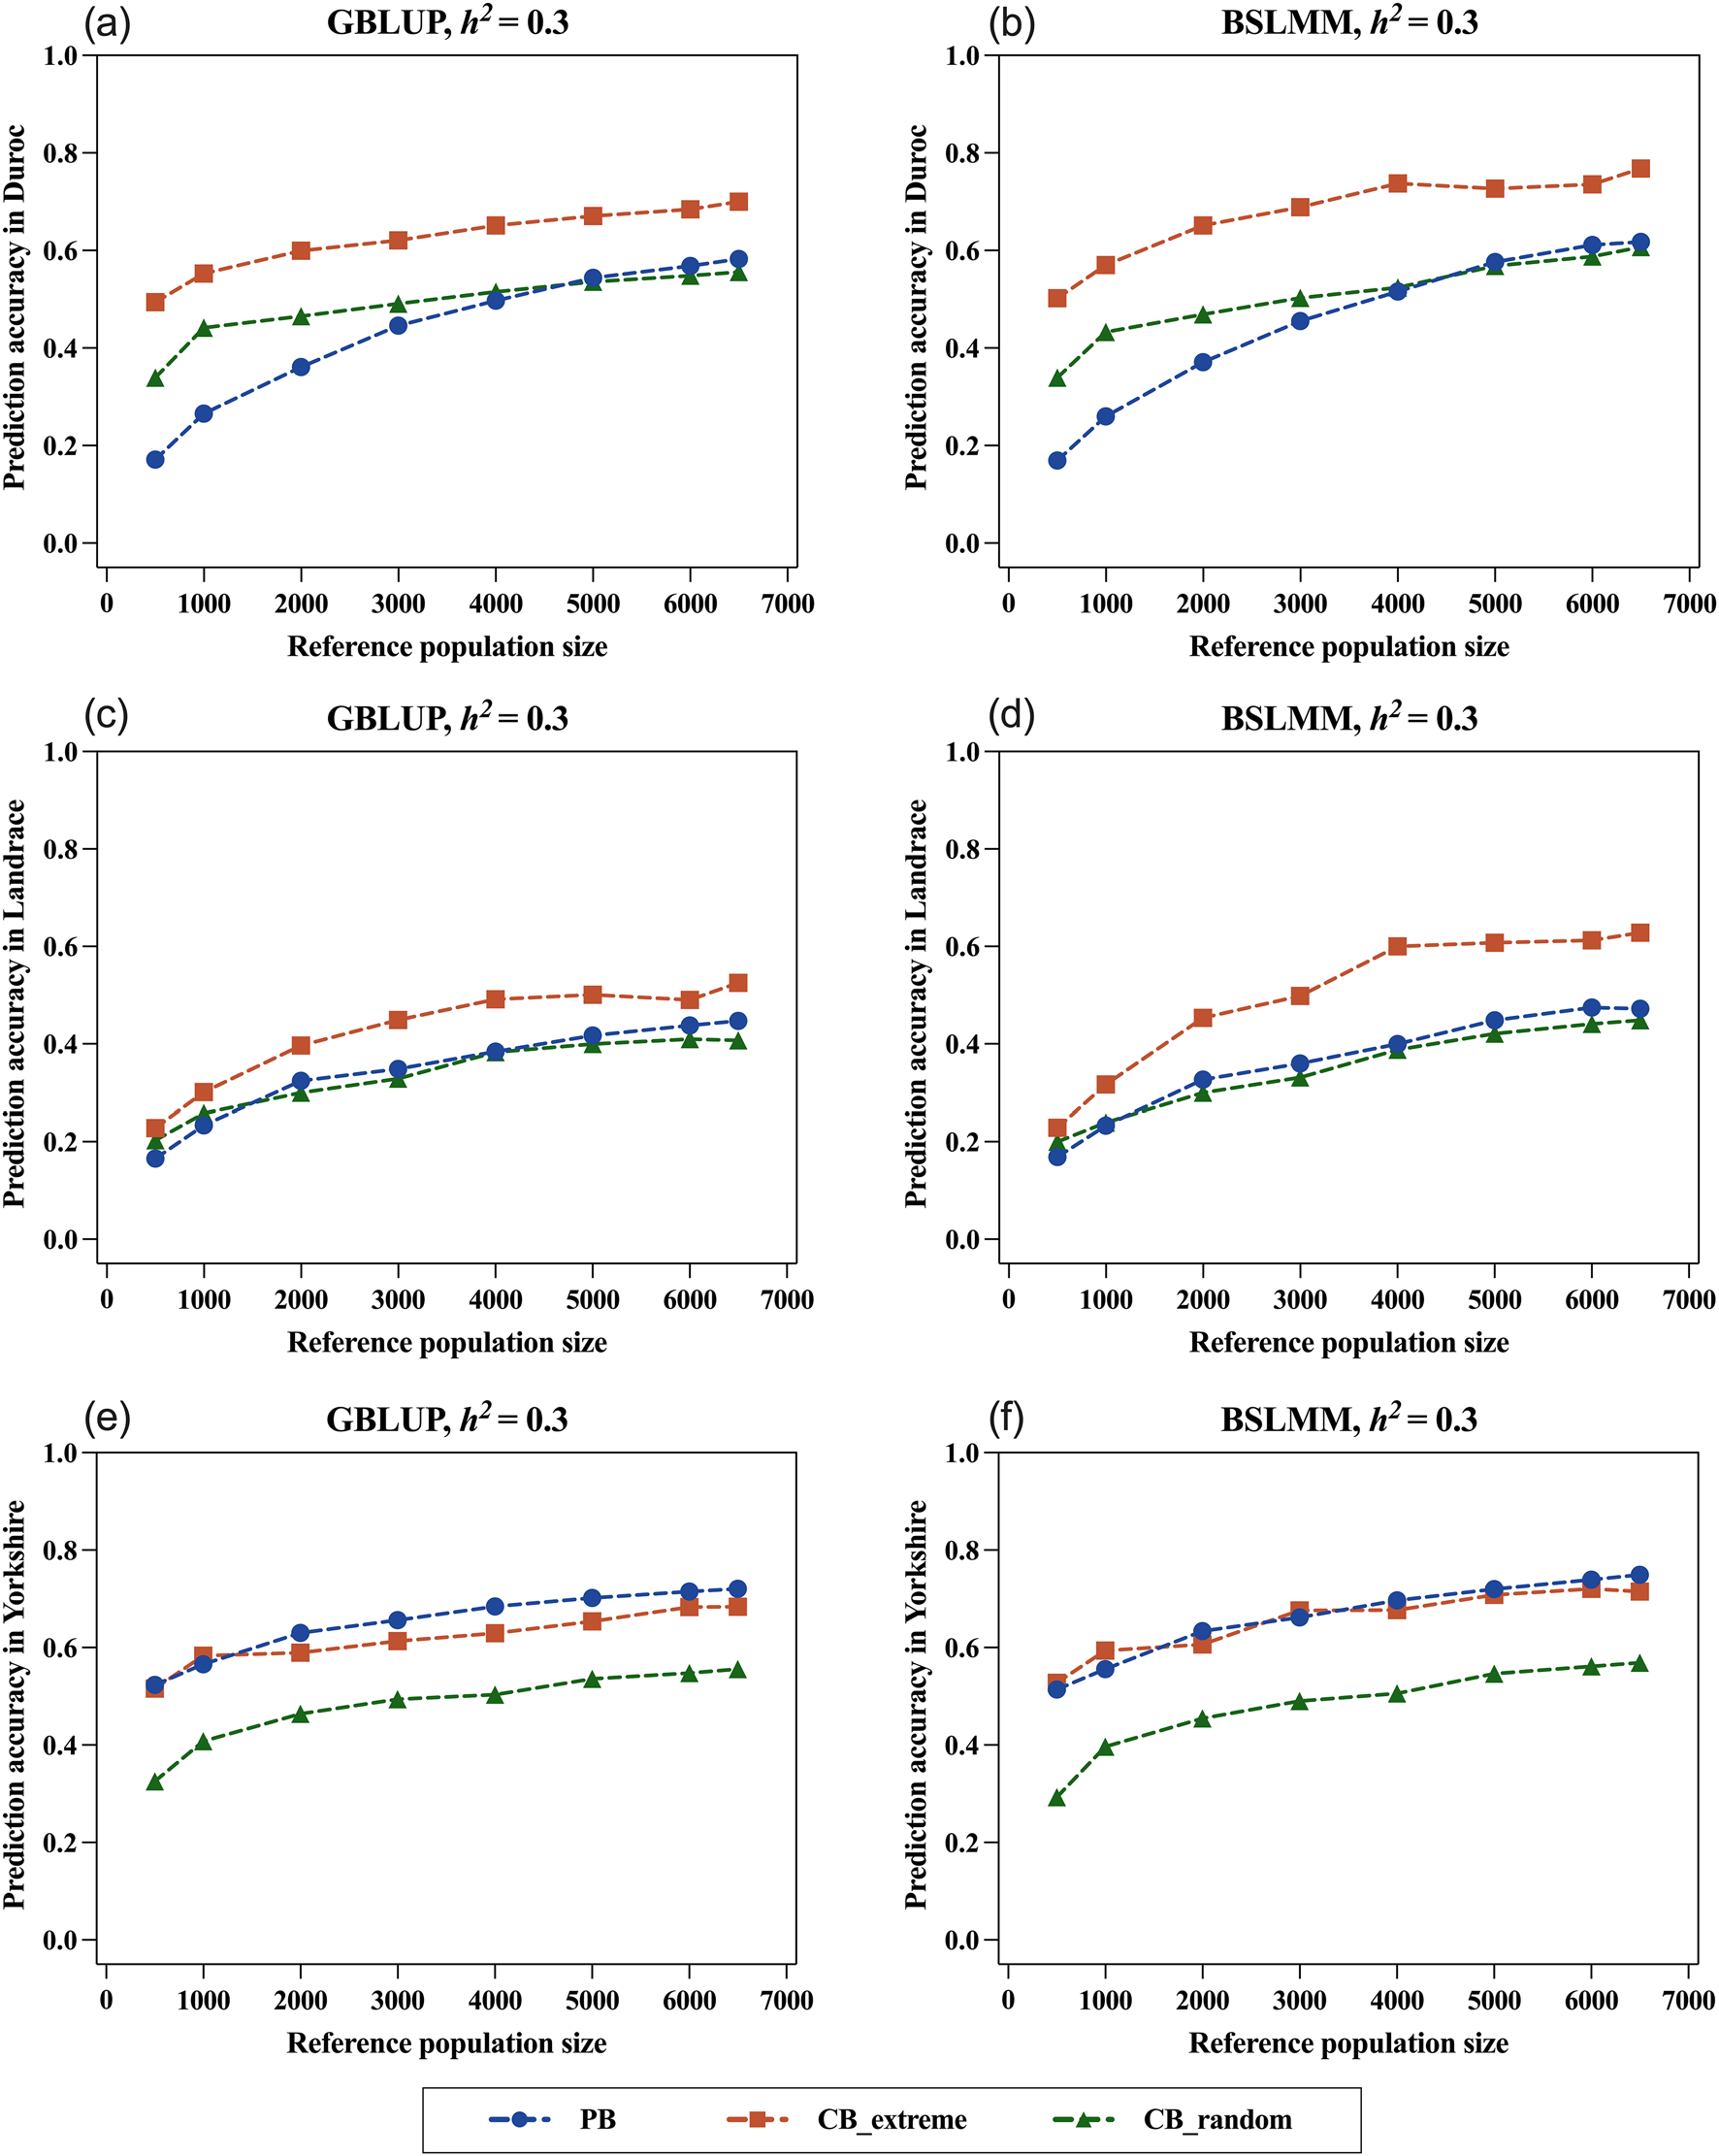 (a) GBLUP, h² = 0.3
Prediction accuracy in Duroc
1.0
0.8
0.6
0.4
0.2
0.0
0 1000 2000 3000 4000 5000 6000 7000
Reference population size
(b) BSLMM, h² = 0.3
Prediction accuracy in Duroc
1.0
0.8
0.6
0.4
0.2
0.0
0 1000 2000 3000 4000 5000 6000 7000
Reference population size
(c) GBLUP, h² = 0.3
Prediction accuracy in Landrace
1.0
0.8
0.6
0.4
0.2
0.0
0 1000 2000 3000 4000 5000 6000 7000
Reference population size
(d) BSLMM, h² = 0.3
Prediction accuracy in Landrace
1.0
0.8
0.6
0.4
0.2
0.0
0 1000 2000 3000 4000 5000 6000 7000
Reference population size
(e) GBLUP, h² = 0.3
Prediction accuracy in Yorkshire
1.0
0.8
0.6
0.4
0.2
0.0
0 1000 2000 3000 4000 5000 6000 7000
Reference population size
(f) BSLMM, h² = 0.3
Prediction accuracy in Yorkshire
1.0
0.8
0.6
0.4
0.2
0.0
0 1000 2000 3000 4000 5000 6000 7000
Reference population size
PB CB_extreme CB_random